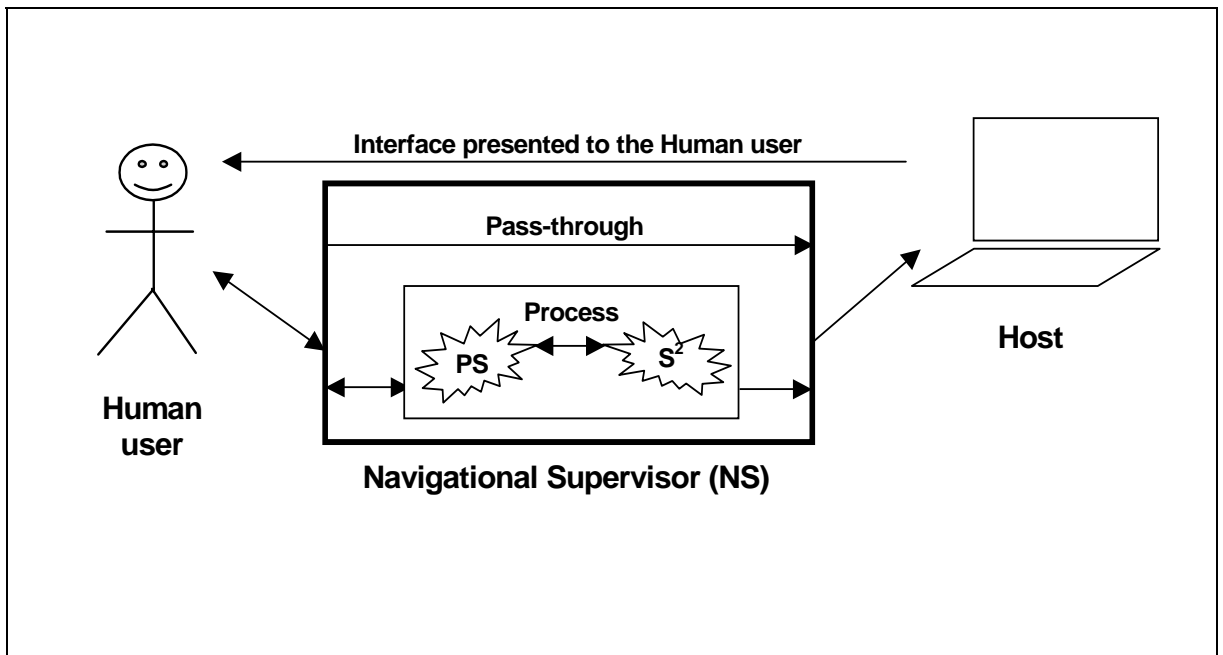 Interface presented to the Human user
Pass-through
Process
PS
S²
Host
Human
user
Navigational Supervisor (NS)